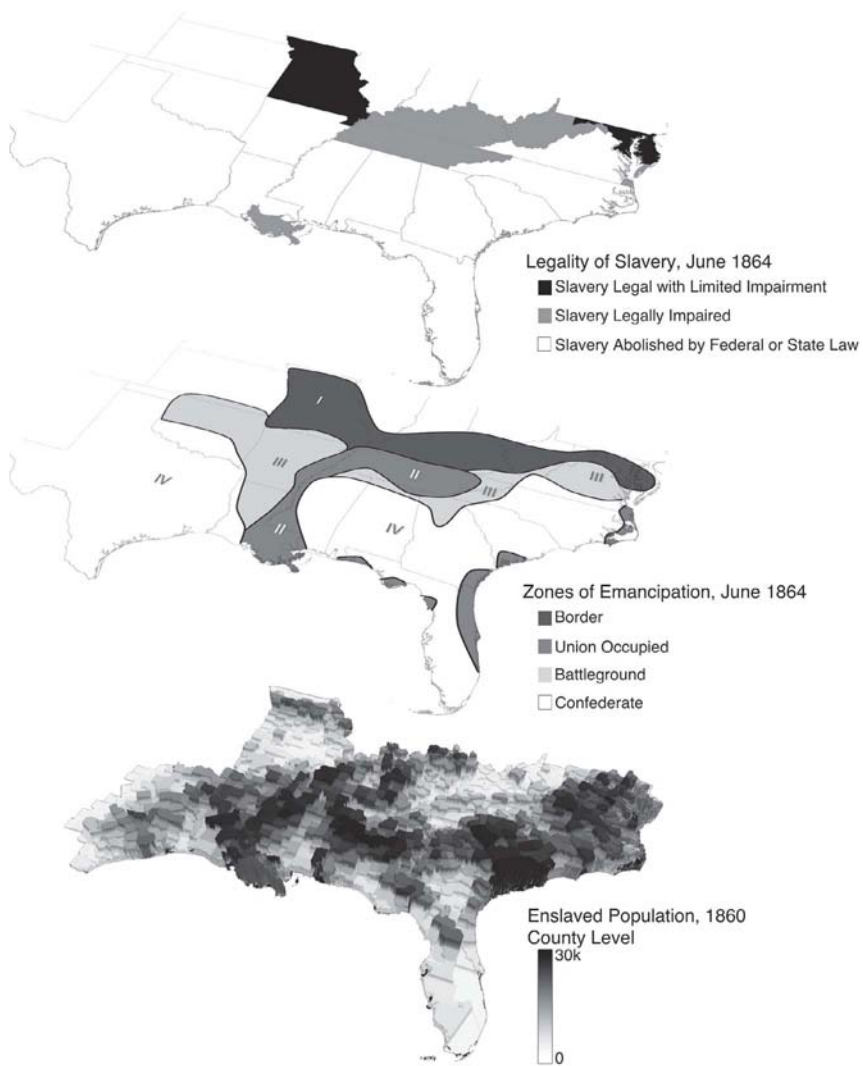 Legality of Slavery, June 1864
Slavery Legal with Limited Impairment
Slavery Legally Impaired
Slavery Abolished by Federal or State Law
I
III
II
III
III
IV
II
IV
Zones of Emancipation, June 1864
Border
Union Occupied
Battleground
Confederate
Enslaved Population, 1860
County Level
30k
0